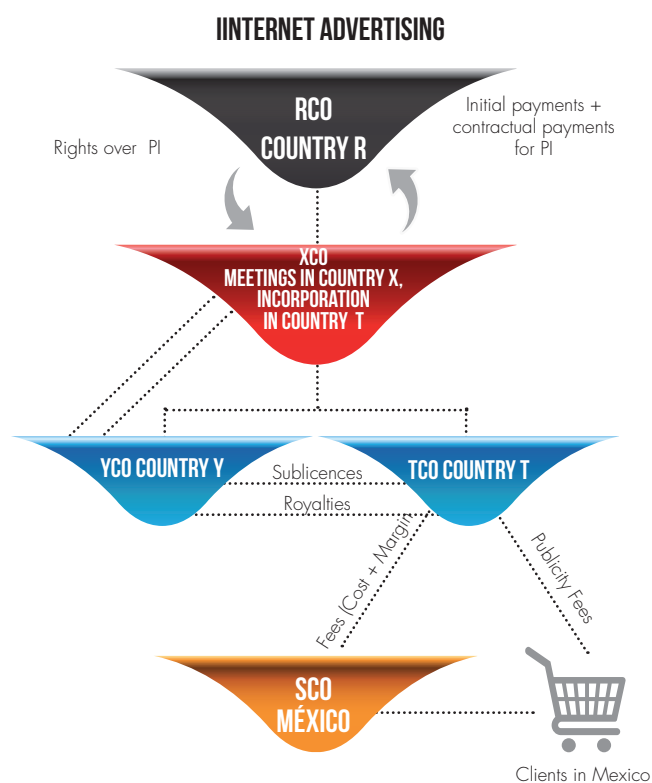 IINTERNET ADVERTISING
RCO
COUNTRY R
Rights over PI
Initial payments +
contractual payments
for PI
XCO
MEETINGS IN COUNTRY X,
INCORPORATION
IN COUNTRY T
YCO COUNTRY Y
Sublicences
Royalties
TCO COUNTRY T
Fees (Cost + Margin
Publicity Fees
SCO
MÉXICO
Clients in Mexico